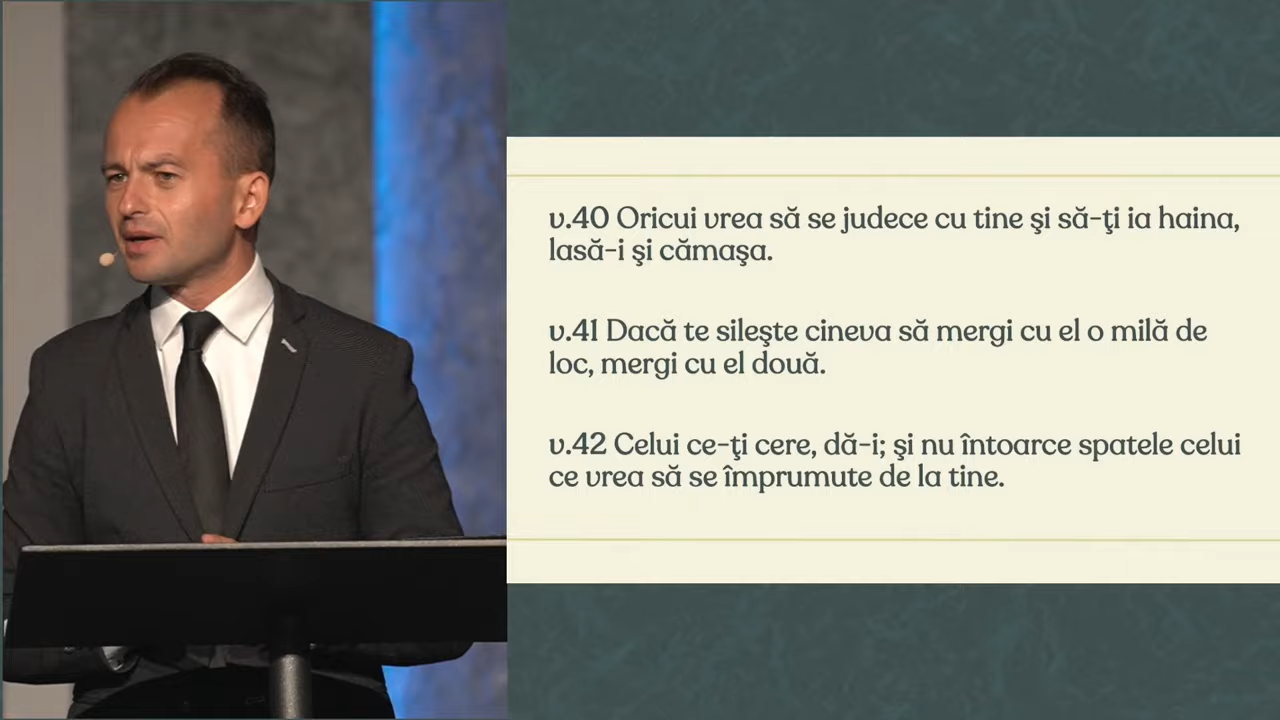 v.40 Oricui vrea să se judece cu tine şi să-ţi ia haina,
lasă-i şi cămaşa.
v.41 Dacă te sileşte cineva să mergi cu el o milă de
loc, mergi cu el două.
v.42 Celui ce-ţi cere, dă-i; şi nu întoarce spatele celui
ce vrea să se împrumute de la tine.